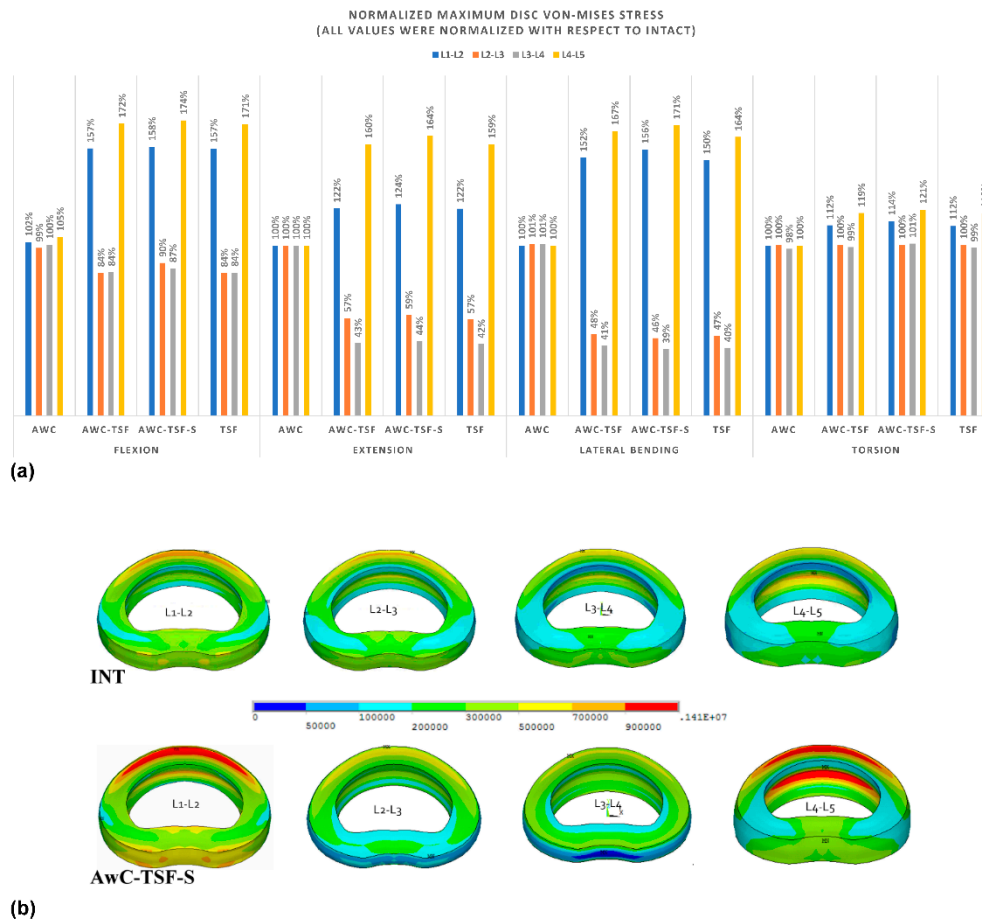 NORMALIZED MAXIMUM DISC VON-MISES STRESS
(ALL VALUES WERE NORMALIZED WITH RESPECT TO INTACT)
L1-L2 L2-L3 L3-L4 L4-L5
102% 99% 100% 105% 157% 84% 84% 172% 158% 90% 87% 174% 157% 84% 84% 171% 100% 100% 100% 100% 122% 57% 43% 160% 124% 59% 44% 164% 122% 57% 42% 159% 100% 101% 101% 100% 152% 48% 41% 167% 156% 46% 39% 171% 150% 47% 40% 164% 100% 100% 98% 100% 112% 100% 99% 119% 114% 100% 101% 121% 112% 100% 99%
AWC AWC-TSF AWC-TSF-S TSF AWC AWC-TSF AWC-TSF-S TSF AWC AWC-TSF AWC-TSF-S TSF AWC AWC-TSF AWC-TSF-S TSF
FLEXION EXTENSION LATERAL BENDING TORSION
(a)
L1-L2 L2-L3 L3-L4 L4-L5
INT
0 100000 300000 700000 .141E+07
50000 200000 500000 900000
L1-L2 L2-L3 L3-L4 L4-L5
AwC-TSF-S
(b)